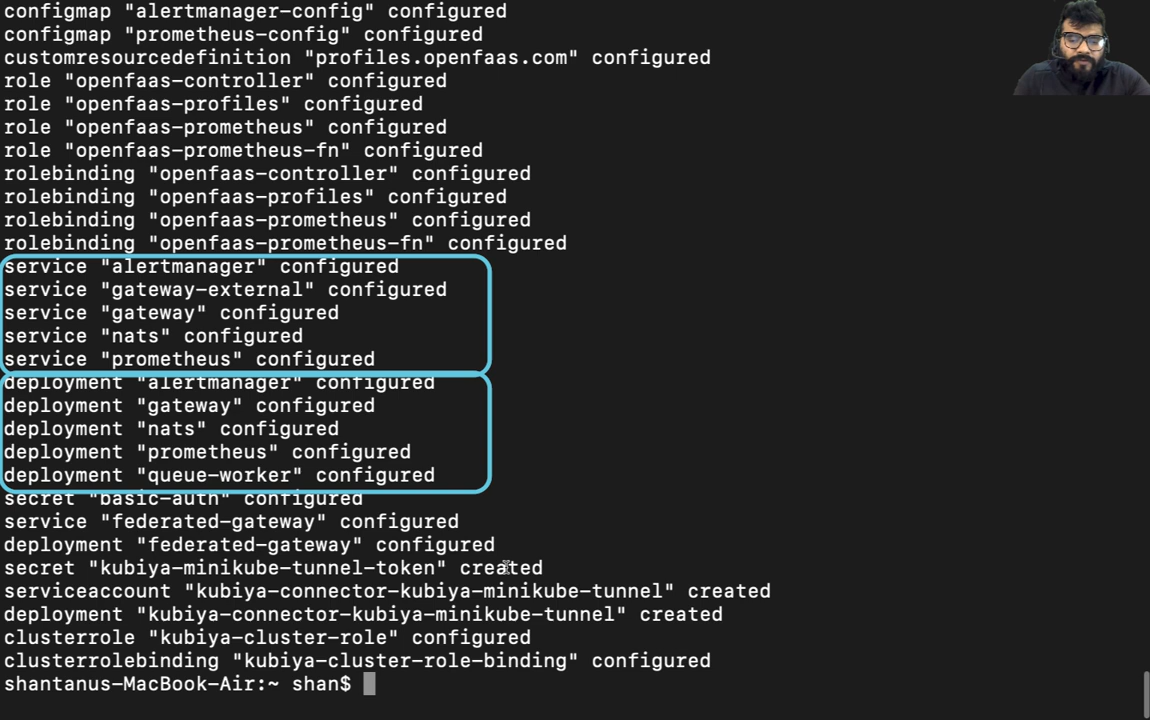 configmap "alertmanager-config" configured
configmap "prometheus-config" configured
customresourcedefinition "profiles.openfaas.com" configured
role "openfaas-controller" configured
role "openfaas-profiles" configured
role "openfaas-prometheus" configured
role "openfaas-prometheus-fn" configured
rolebinding "openfaas-controller" configured
rolebinding "openfaas-profiles" configured
rolebinding "openfaas-prometheus" configured
rolebinding "openfaas-prometheus-fn" configured
service "alertmanager" configured
service "gateway-external" configured
service "gateway" configured
service "nats" configured
service "prometheus" configured
deployment "alertmanager" configured
deployment "gateway" configured
deployment "nats" configured
deployment "prometheus" configured
deployment "queue-worker" configured
secret "basic-auth" configured
service "federated-gateway" configured
deployment "federated-gateway" configured
secret "kubiya-minikube-tunnel-token" created
serviceaccount "kubiya-connector-kubiya-minikube-tunnel" created
deployment "kubiya-connector-kubiya-minikube-tunnel" created
clusterrole "kubiya-cluster-role" configured
clusterrolebinding "kubiya-cluster-role-binding" configured
shantanus-MacBook-Air:~ shan$